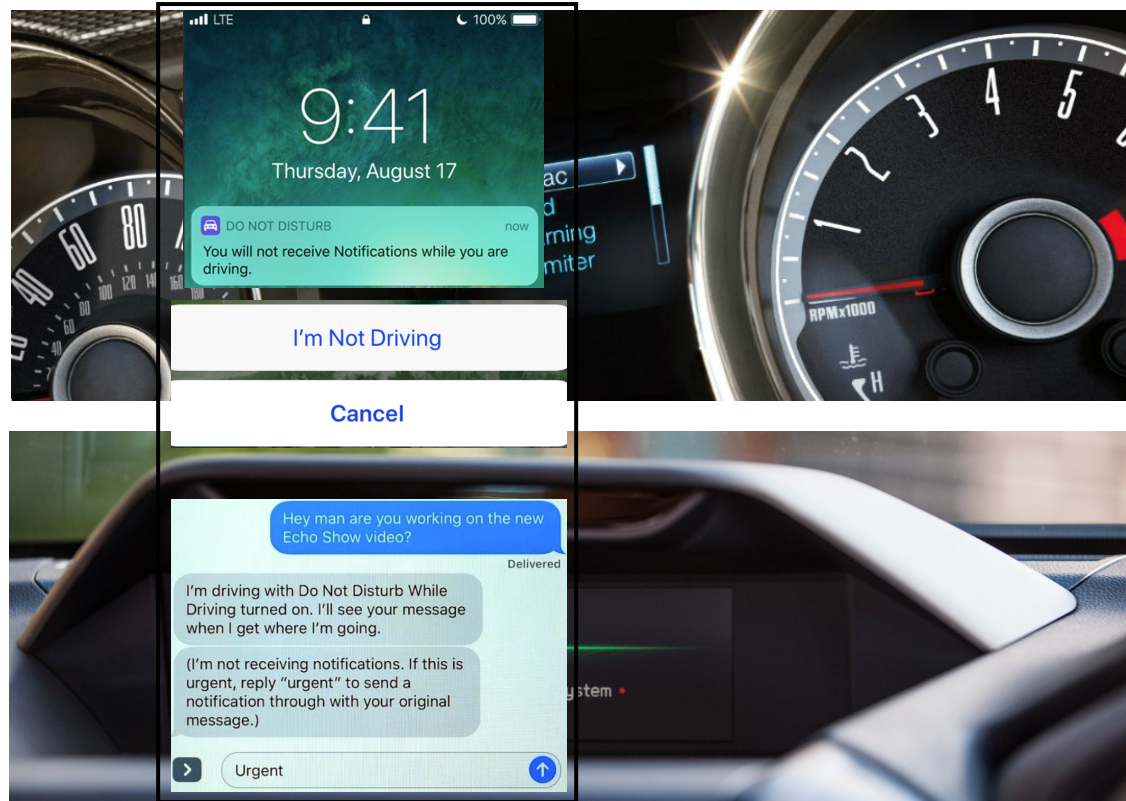 LTE
100%
9:41
Thursday, August 17
DO NOT DISTURB
now
You will not receive Notifications while you are
driving.
I'm Not Driving
Cancel
20
40
60
80
40
60
80
100
120
140
160
180
1
2
3
4
5
6
RPMx1000
H
Hey man are you working on the new
Echo Show video?
Delivered
I'm driving with Do Not Disturb While
Driving turned on. I'll see your message
when I get where I'm going.
(I'm not receiving notifications. If this is
urgent, reply "urgent" to send a
notification through with your original
message.)
Urgent